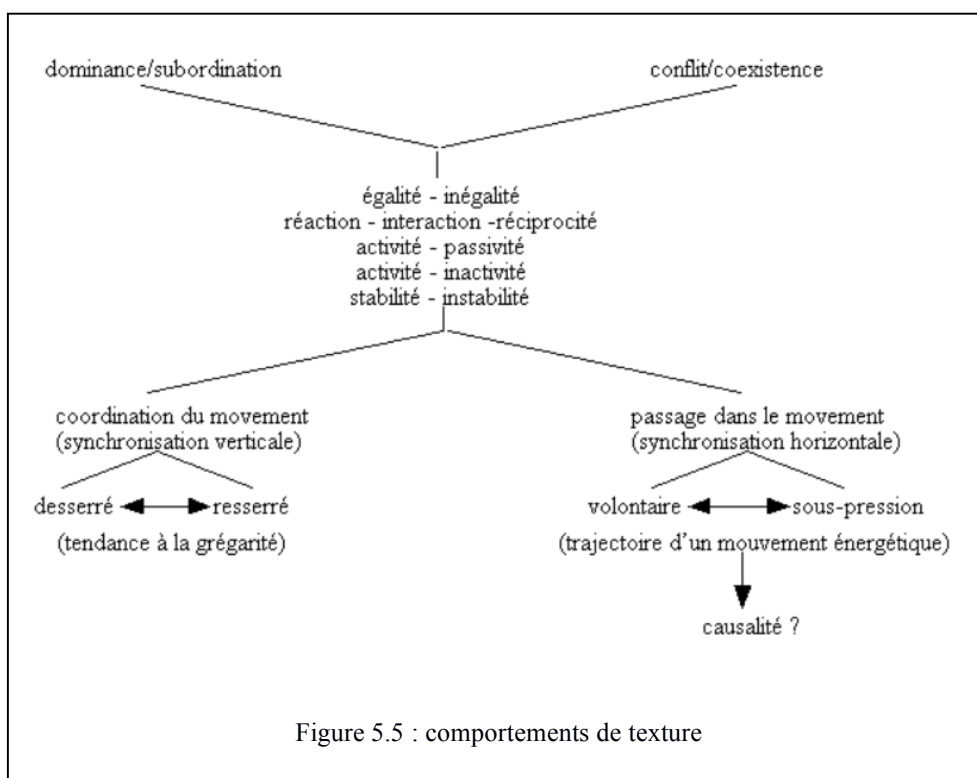 dominance/subordination
conflit/coexistence
égalité - inégalité
réaction - interaction -réciprocité
activité - passivité
activité - inactivité
stabilité - instabilité
coordination du movement
(synchronisation verticale)
passage dans le movement
(synchronisation horizontale)
desserré
resserré
(tendance à la grégarité)
volontaire
sous-pression
(trajectoire d'un mouvement énergétique)
causalité ?
Figure 5.5 : comportements de texture